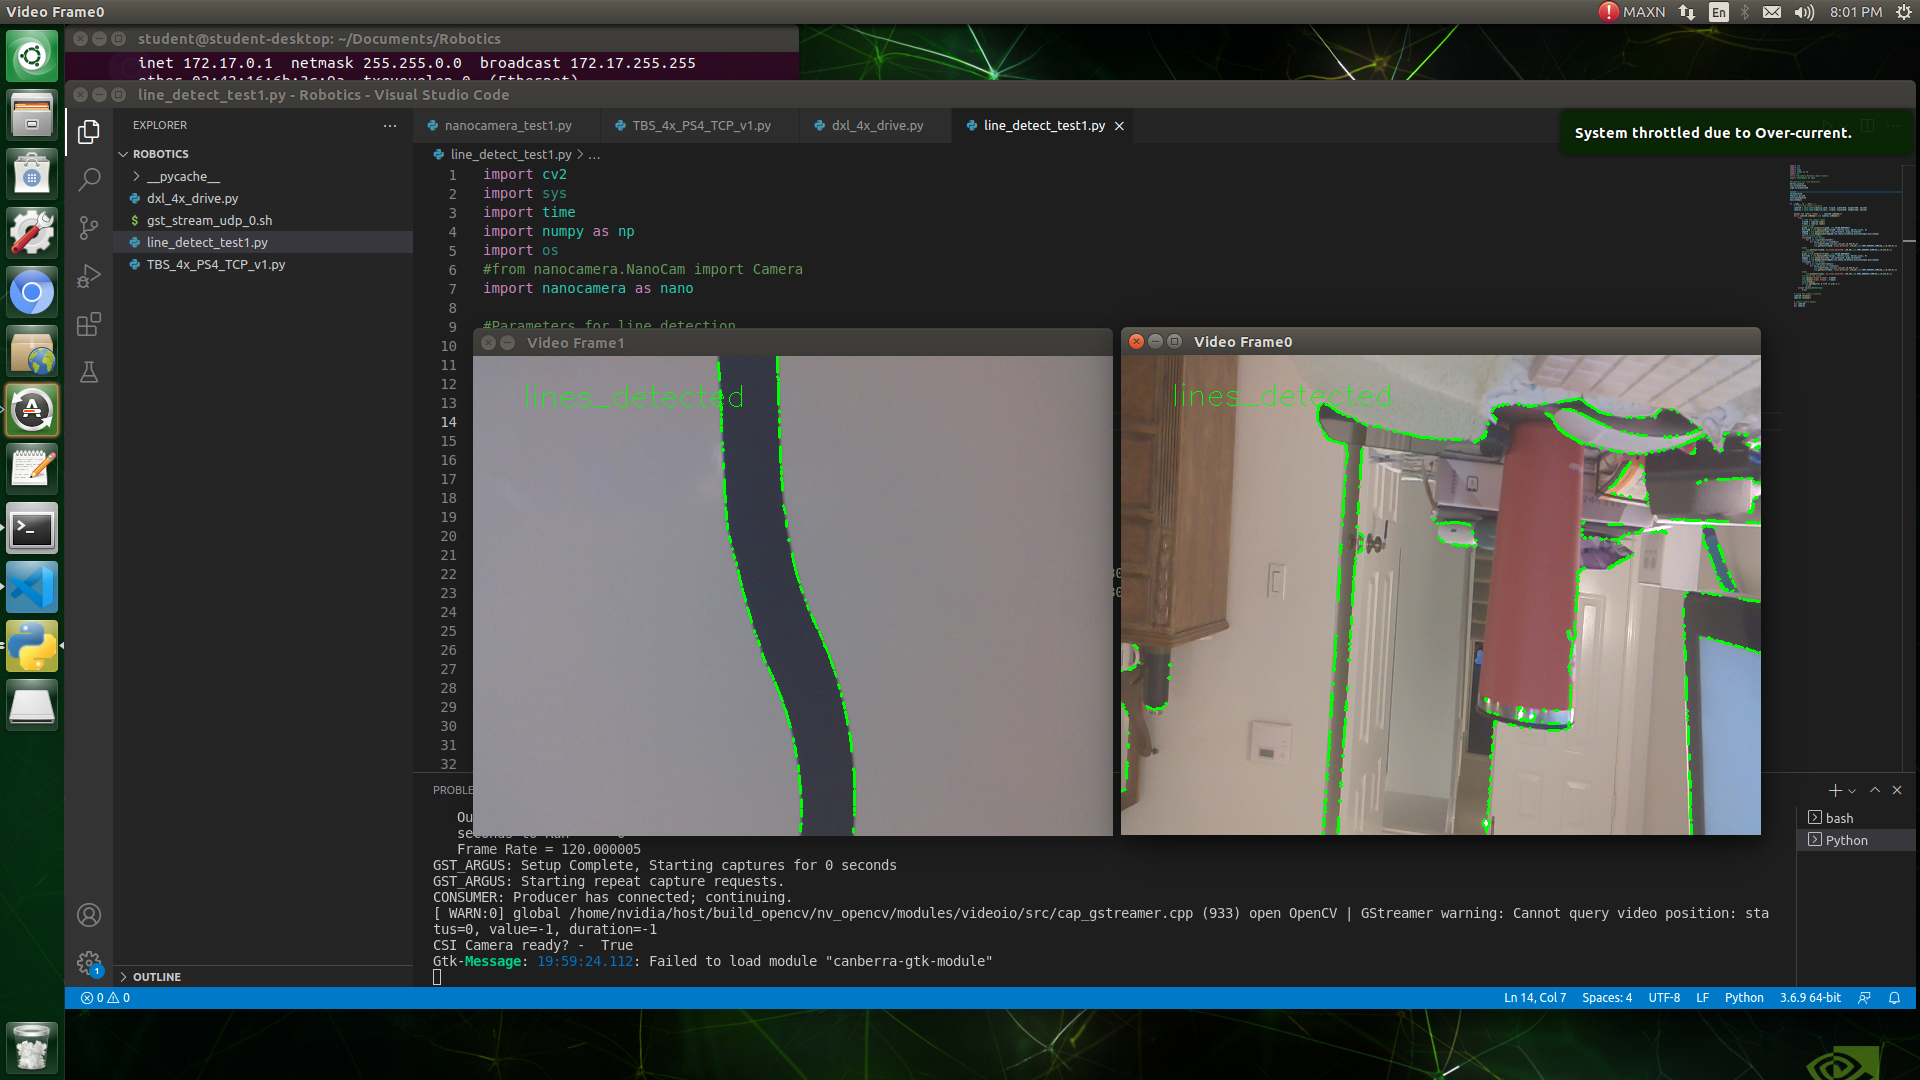 Video Frame0
MAXN
En
8:01 PM
student@student-desktop: ~/Documents/Robotics
inet 172.17.0.1  netmask 255.255.0.0  broadcast 172.17.255.255
line_detect_test1.py - Robotics - Visual Studio Code
EXPLORER
ROBOTICS
__pycache__
dxl_4x_drive.py
$ gst_stream_udp_0.sh
line_detect_test1.py
TBS_4x_PS4_TCP_v1.py
nanocamera_test1.py
TBS_4x_PS4_TCP_v1.py
dxl_4x_drive.py
line_detect_test1.py
System throttled due to Over-current.
line_detect_test1.py > ...
1 import cv2
2 import sys
3 import time
4 import numpy as np
5 import os
6 #from nanocamera.NanoCam import Camera
7 import nanocamera as nano
8
9 #Parameters for line detection
10
11
12
13
14
15
16
17
18
19
20
21
22
23
24
25
26
27
28
29
30
31
32
Video Frame1
lines_detected
Video Frame0
lines_detected
PROBLE
Ou
Frame Rate = 120.000005
GST_ARGUS: Setup Complete, Starting captures for 0 seconds
GST_ARGUS: Starting repeat capture requests.
CONSUMER: Producer has connected; continuing.
[ WARN:0] global /home/nvidia/host/build_opencv/nv_opencv/modules/videoio/src/cap_gstreamer.cpp (933) open OpenCV | GStreamer warning: Cannot query video position: sta
tus=0, value=-1, duration=-1
CSI Camera ready? -  True
Gtk-Message: 19:59:24.112: Failed to load module "canberra-gtk-module"
bash
Python
1
OUTLINE
0 0
Ln 14, Col 7
Spaces: 4
UTF-8
LF
Python
3.6.9 64-bit